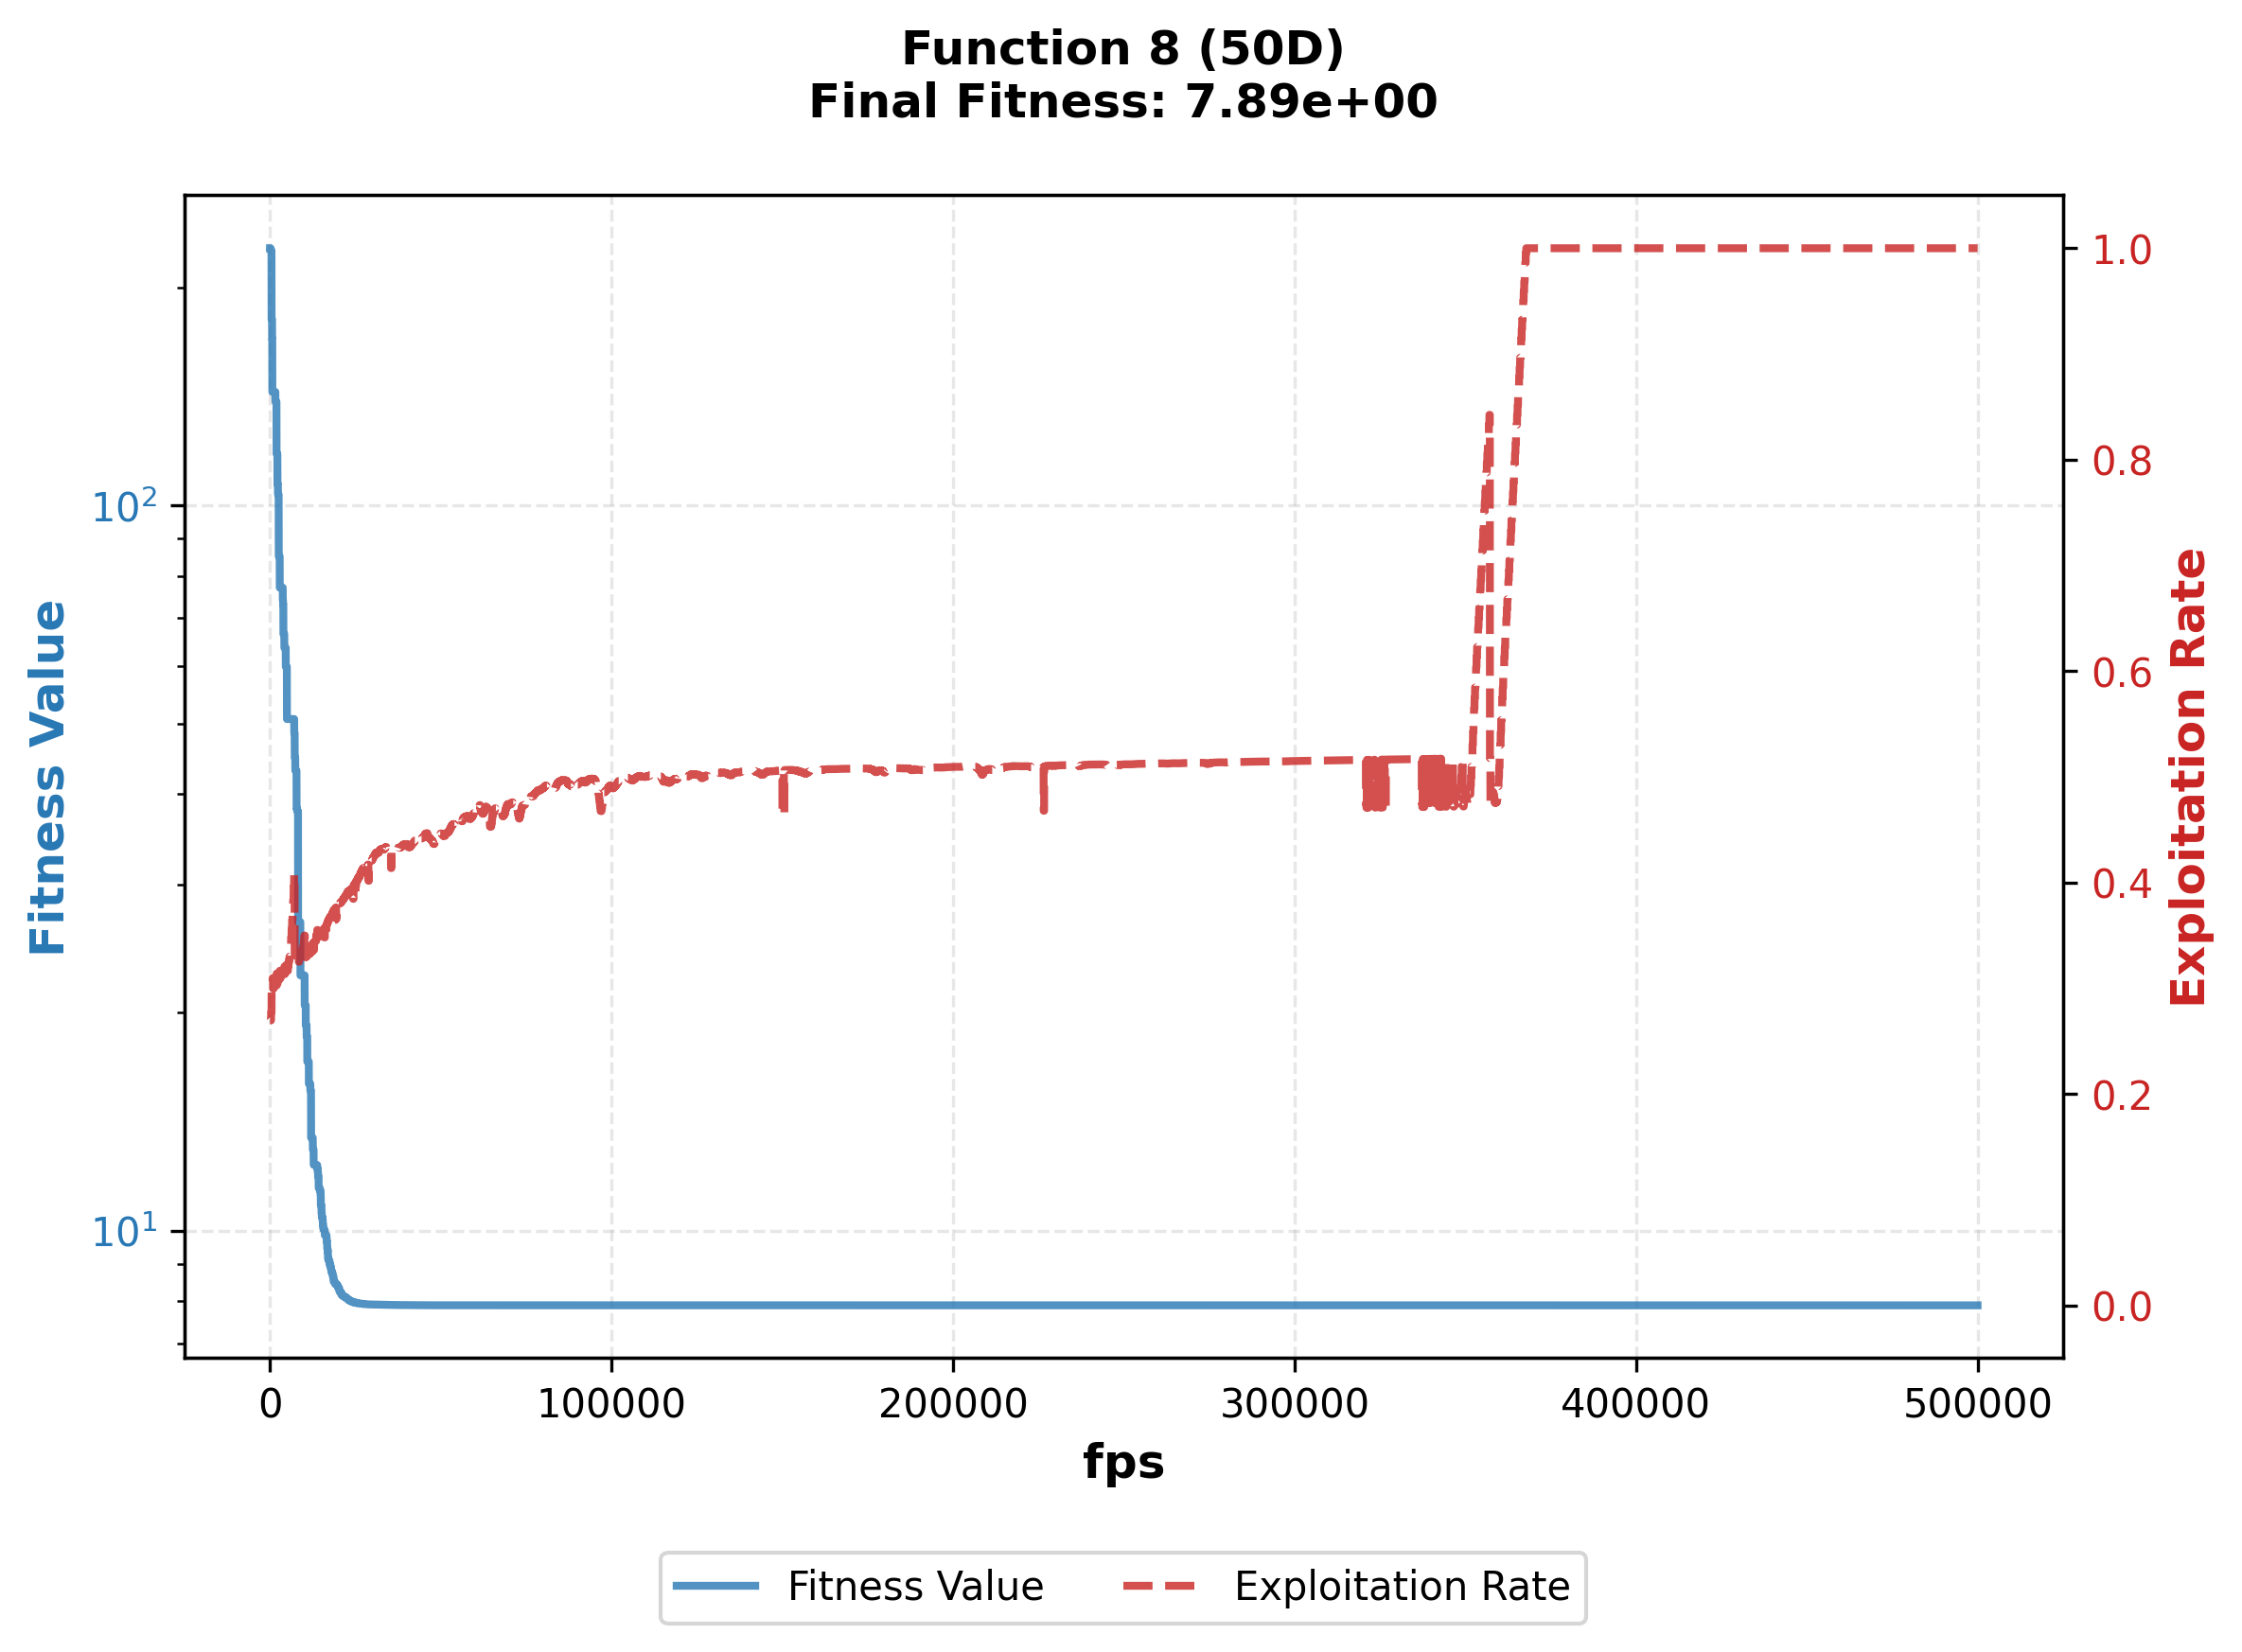 Function 8 (50D)
Final Fitness: 7.89e+00
Fitness Value
10²
10¹
1.0
0.8
0.6
0.4
0.2
0.0
Exploitation Rate
0 100000 200000 300000 400000 500000
fps
Fitness Value Exploitation Rate